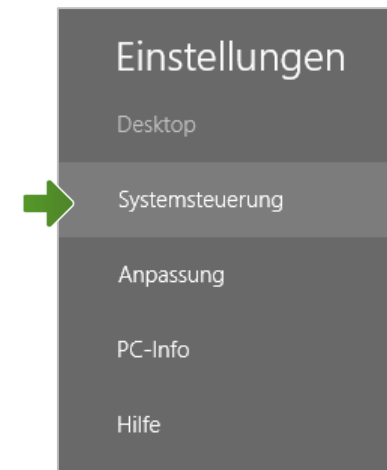 Einstellungen
Desktop
Systemsteuerung
Anpassung
PC-Info
Hilfe